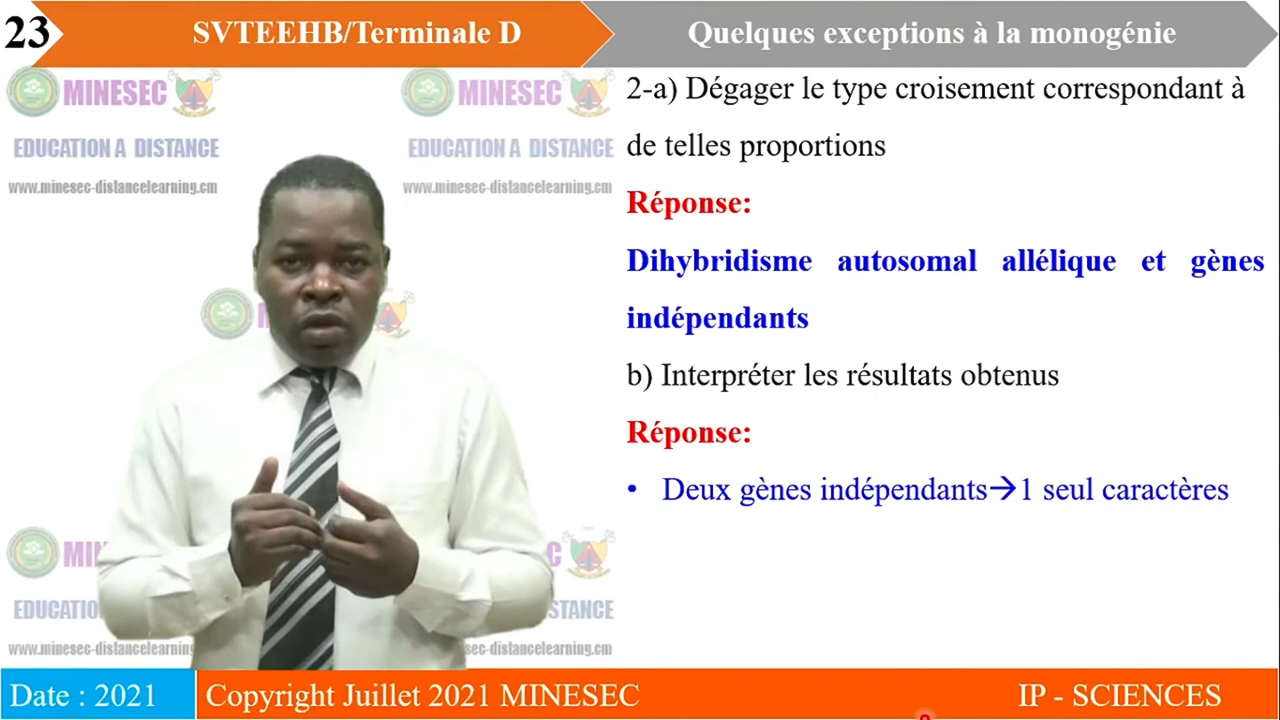 23
SVTEEHB/Terminale D
Quelques exceptions à la monogénie
MINESEC
MINESEC
EDUCATION A DISTANCE
EDUCATION A DISTANCE
www.minesec-distancelearning.cm
www.minesec-distancelearning.cm
2-a) Dégager le type croisement correspondant à
de telles proportions
Réponse:
Dihybridisme autosomal allélique et gènes
indépendants
b) Interpréter les résultats obtenus
Réponse:
• Deux gènes indépendants→1 seul caractères
Date : 2021
Copyright Juillet 2021 MINESEC
IP - SCIENCES